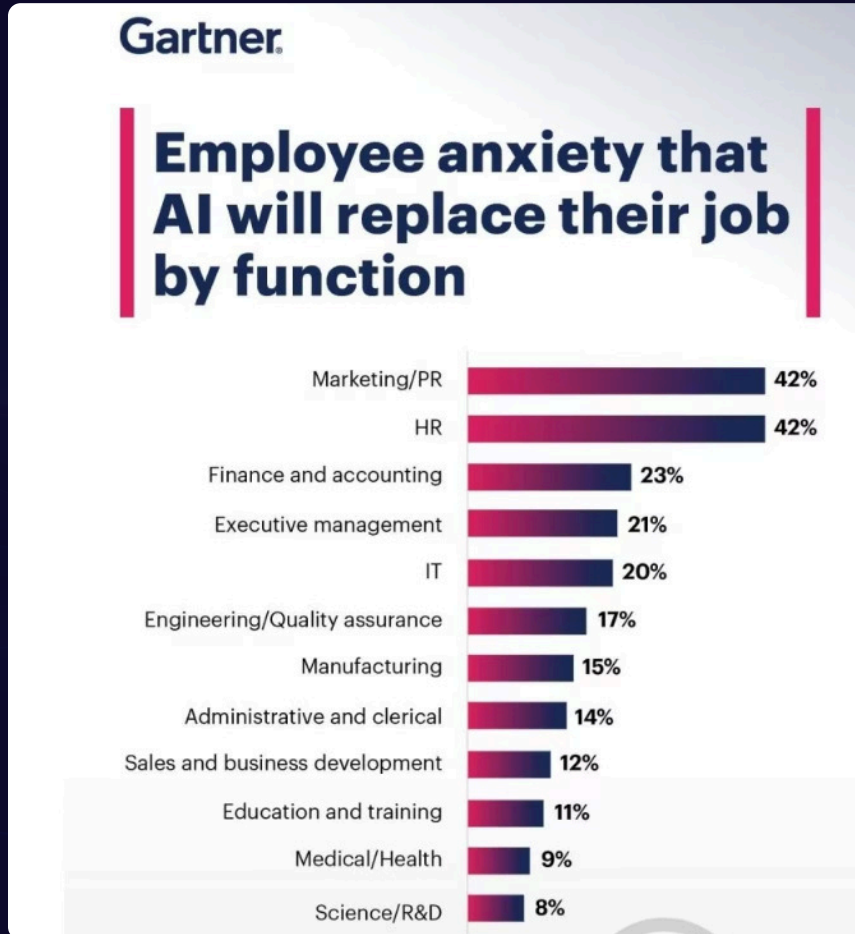 Gartner®
Employee anxiety that
AI will replace their job
by function
Marketing/PR 42%
HR 42%
Finance and accounting 23%
Executive management 21%
IT 20%
Engineering/Quality assurance 17%
Manufacturing 15%
Administrative and clerical 14%
Sales and business development 12%
Education and training 11%
Medical/Health 9%
Science/R&D 8%